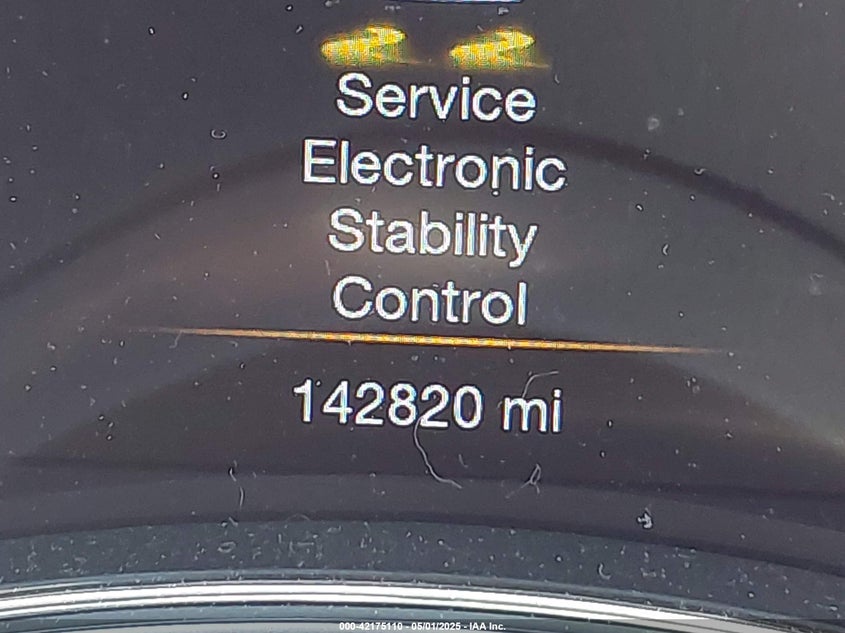 Service
Electronic
Stability
Control
142820 mi
000-42175110 - 05/01/2025 - IAA Inc.